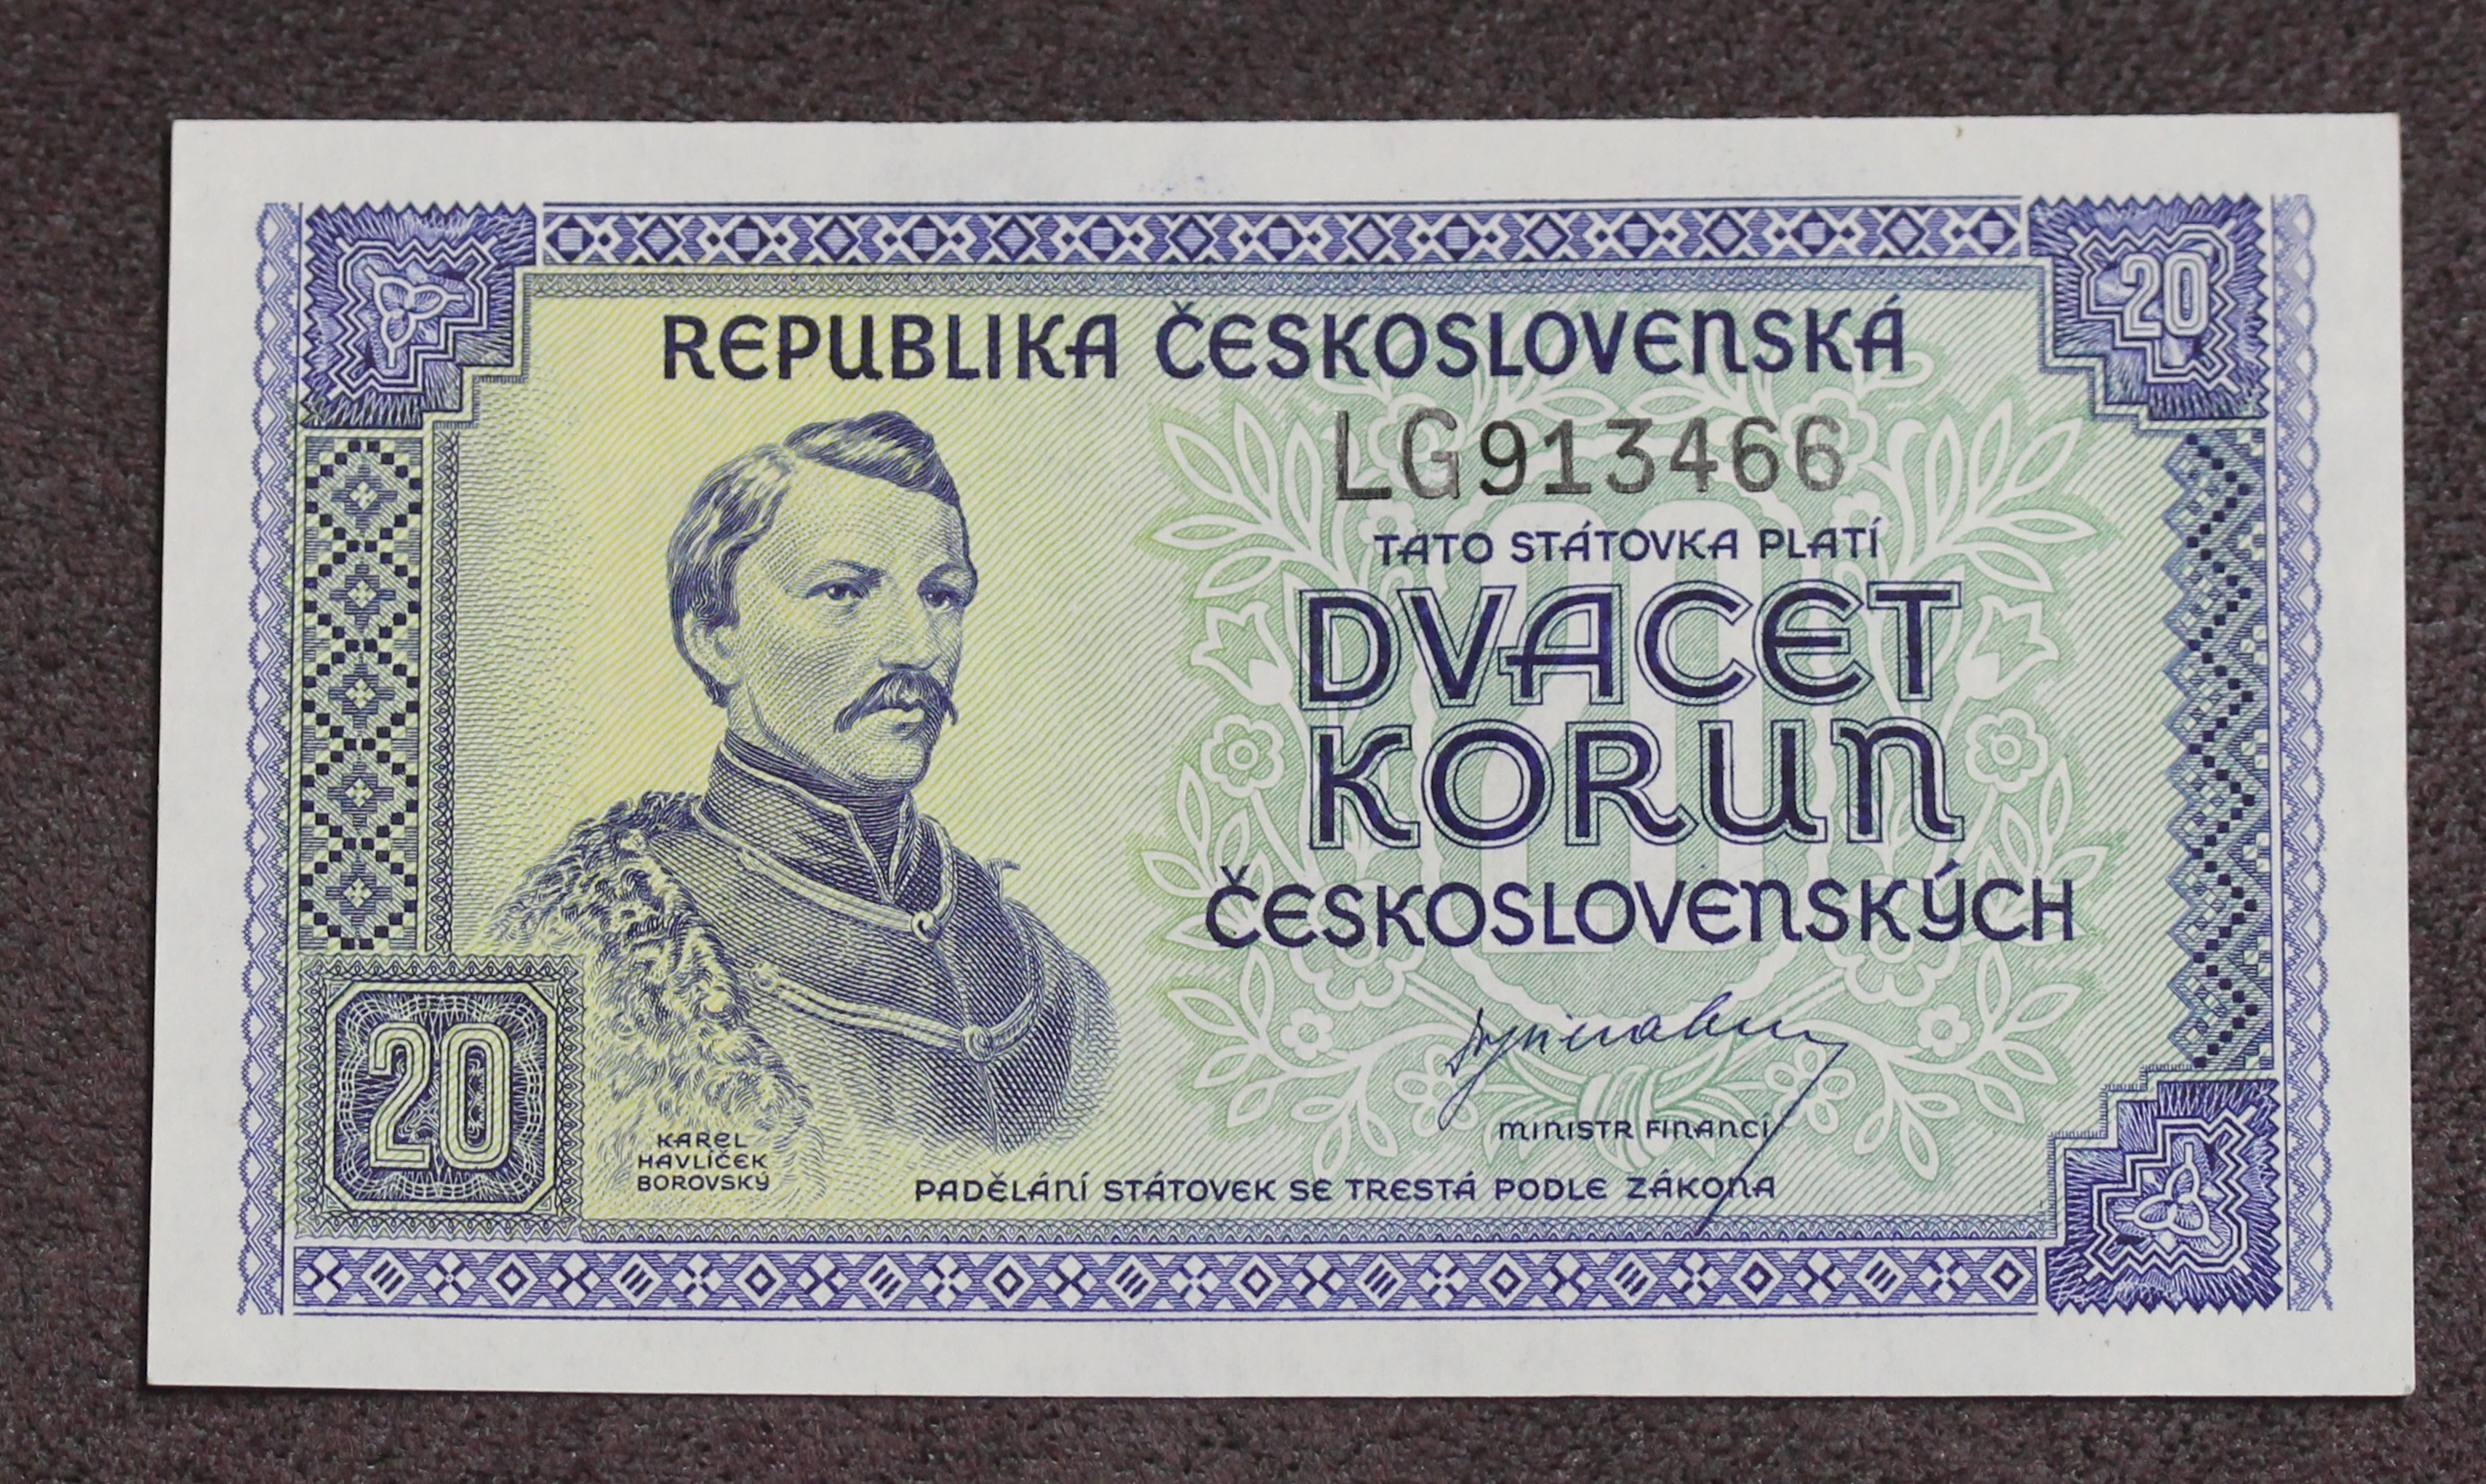 20
REPUBLIKA ČESKOSLOVENSKÁ
LG913466
TATO STÁTOVKA PLATÍ
DVACET
KORUN
ČESKOSLOVENSKÝCH
MINISTR FINANCÍ
20
KAREL
HAVLÍČEK
BOROVSKÝ
PADĚLÁNÍ STÁTOVEK SE TRESTÁ PODLE ZÁKONA